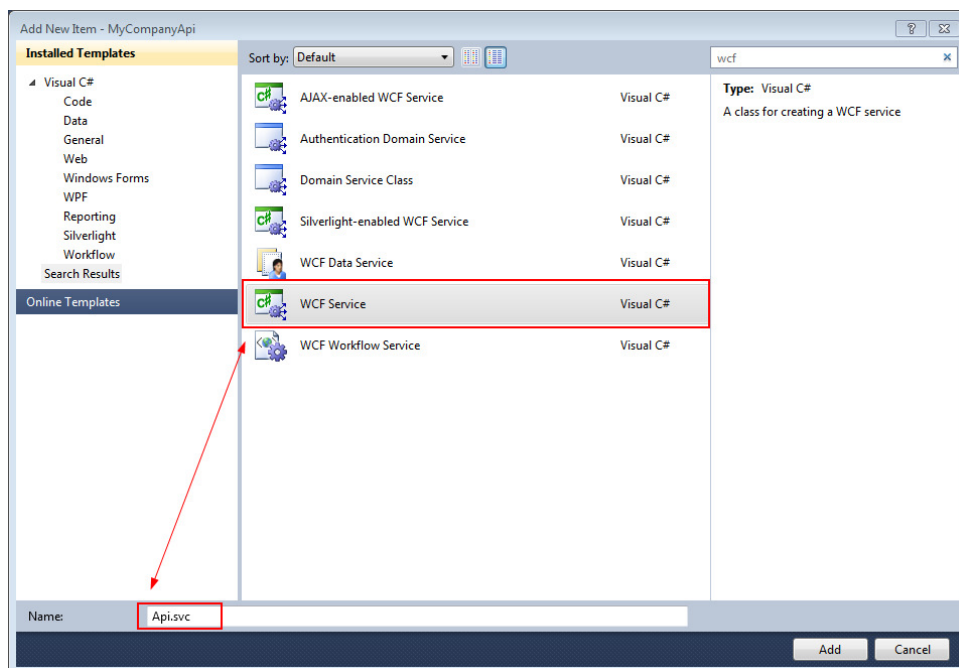 Add New Item - MyCompanyApi
Installed Templates
Visual C#
Code
Data
General
Web
Windows Forms
WPF
Reporting
Silverlight
Workflow
Search Results
Online Templates
Sort by: Default
wcf
AJAX-enabled WCF Service Visual C#
Authentication Domain Service Visual C#
Domain Service Class Visual C#
Silverlight-enabled WCF Service Visual C#
WCF Data Service Visual C#
WCF Service Visual C#
WCF Workflow Service Visual C#
Type: Visual C#
A class for creating a WCF service
Name: Api.svc
Add Cancel